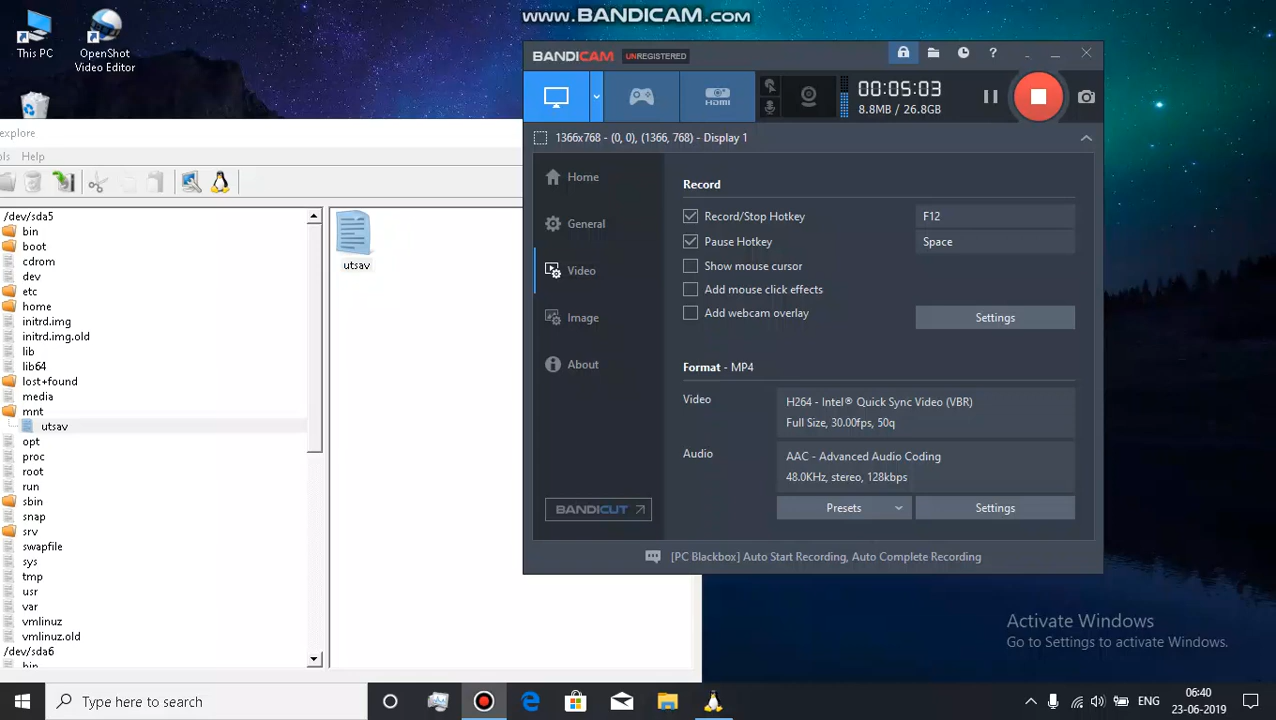 www.BANDICAM.com
This PC
OpenShot
Video Editor
explore
ols Help
/dev/sda5
bin
boot
cdrom
dev
etc
home
initrd.img
initrd.img.old
lib
lib64
lost+found
media
mnt
utsav
opt
proc
root
run
sbin
snap
srv
swapfile
sys
tmp
usr
var
vmlinuz
vmlinuz.old
/dev/sda6
bin
utsav
BANDICAM UNREGISTERED
?
HDMI
00:05:03
8.8MB / 26.8GB
1366x768 - (0, 0), (1366, 768) - Display 1
Home
General
Video
Image
About
BANDICUT
Record
Record/Stop Hotkey F12
Pause Hotkey Space
Show mouse cursor
Add mouse click effects
Add webcam overlay
Settings
Format - MP4
Video H264 - Intel® Quick Sync Video (VBR)
Full Size, 30.00fps, 50q
Audio AAC - Advanced Audio Coding
48.0KHz, stereo, 128kbps
Presets Settings
[PC Blackbox] Auto Start Recording, Auto Complete Recording
Activate Windows
Go to Settings to activate Windows.
Type here to search
ENG
06:40
23-06-2019